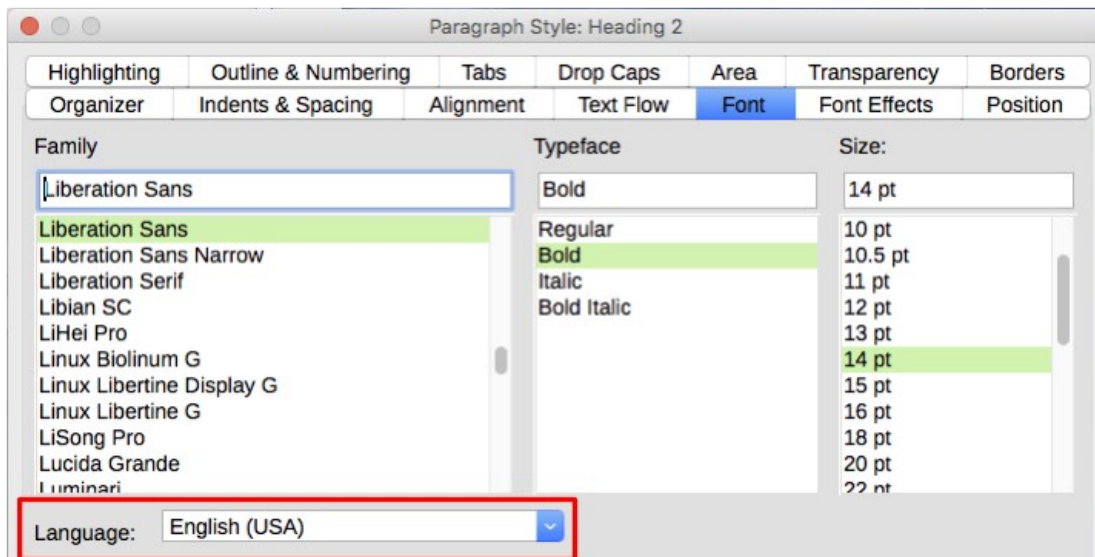 Paragraph Style: Heading 2
Highlighting Outline & Numbering Tabs Drop Caps Area Transparency Borders
Organizer Indents & Spacing Alignment Text Flow Font Font Effects Position
Family Typeface Size:
Liberation Sans Bold 14 pt
Liberation Sans Regular 10 pt
Liberation Sans Narrow Bold 10.5 pt
Liberation Serif Italic 11 pt
Libian SC Bold Italic 12 pt
LiHei Pro 13 pt
Linux Biolinum G 14 pt
Linux Libertine Display G 15 pt
Linux Libertine G 16 pt
LiSong Pro 18 pt
Lucida Grande 20 pt
Luminari 22 pt
Language: English (USA)